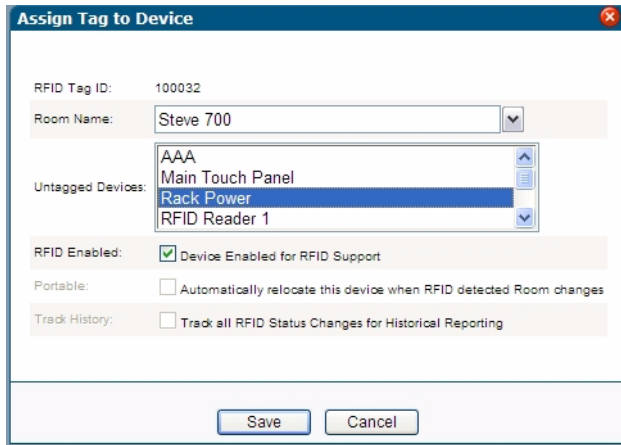 Assign Tag to Device
RFID Tag ID: 100032
Room Name: Steve 700
Untagged Devices:
AAA
Main Touch Panel
Rack Power
RFID Reader 1
RFID Enabled: Device Enabled for RFID Support
Portable: Automatically relocate this device when RFID detected Room changes
Track History: Track all RFID Status Changes for Historical Reporting
Save Cancel